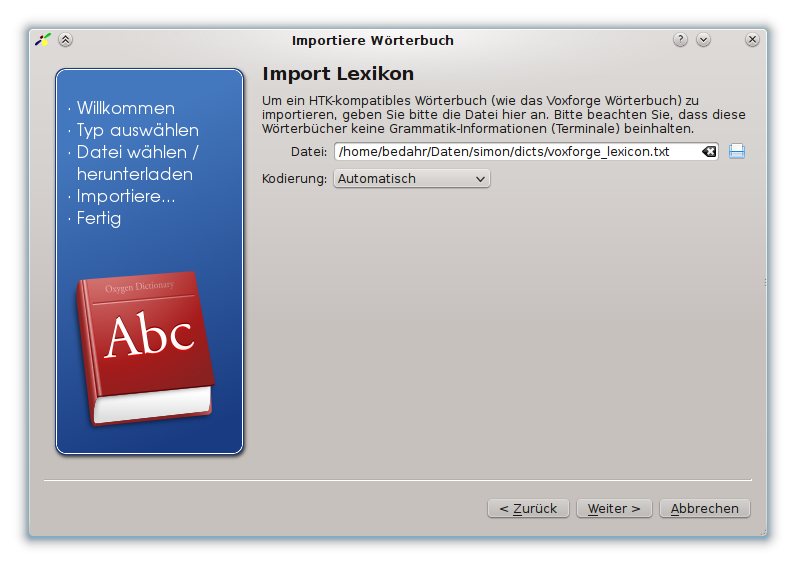 Importiere Wörterbuch
· Willkommen
· Typ auswählen
· Datei wählen /
herunterladen
· Importiere...
· Fertig
Oxygen Dictionary
Abc
Import Lexikon
Um ein HTK-kompatibles Wörterbuch (wie das Voxforge Wörterbuch) zu
importieren, geben Sie bitte die Datei hier an. Bitte beachten Sie, dass diese
Wörterbücher keine Grammatik-Informationen (Terminale) beinhalten.
Datei: /home/bedahr/Daten/simon/dicts/voxforge_lexicon.txt
Kodierung: Automatisch
< Zurück Weiter > Abbrechen